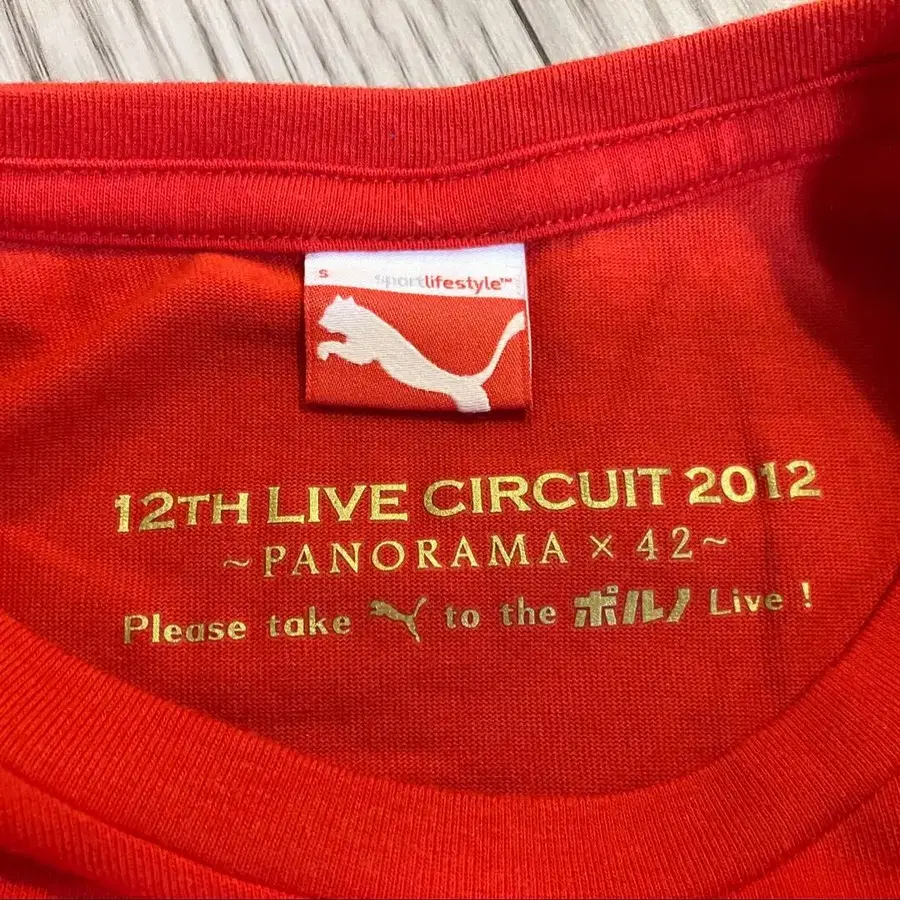 S
sportlifestyle™
12TH LIVE CIRCUIT 2012
~PANORAMA × 42~
Please take to the ポルノ Live !